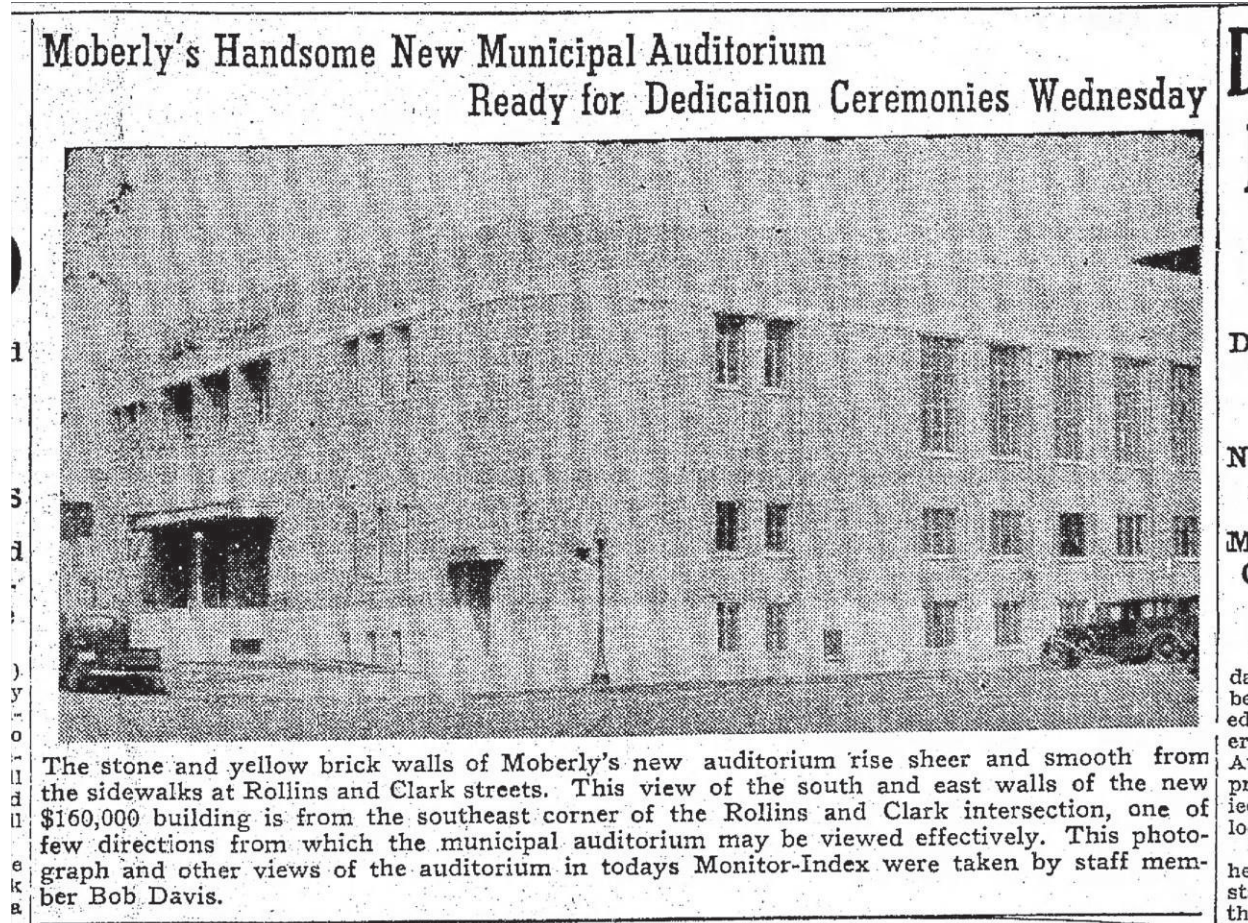 Moberly's Handsome New Municipal Auditorium
Ready for Dedication Ceremonies Wednesday
The stone and yellow brick walls of Moberly's new auditorium rise sheer and smooth from
the sidewalks at Rollins and Clark streets. This view of the south and east walls of the new
$160,000 building is from the southeast corner of the Rollins and Clark intersection, one of
few directions from which the municipal auditorium may be viewed effectively. This photo-
graph and other views of the auditorium in todays Monitor-Index were taken by staff mem-
ber Bob Davis.